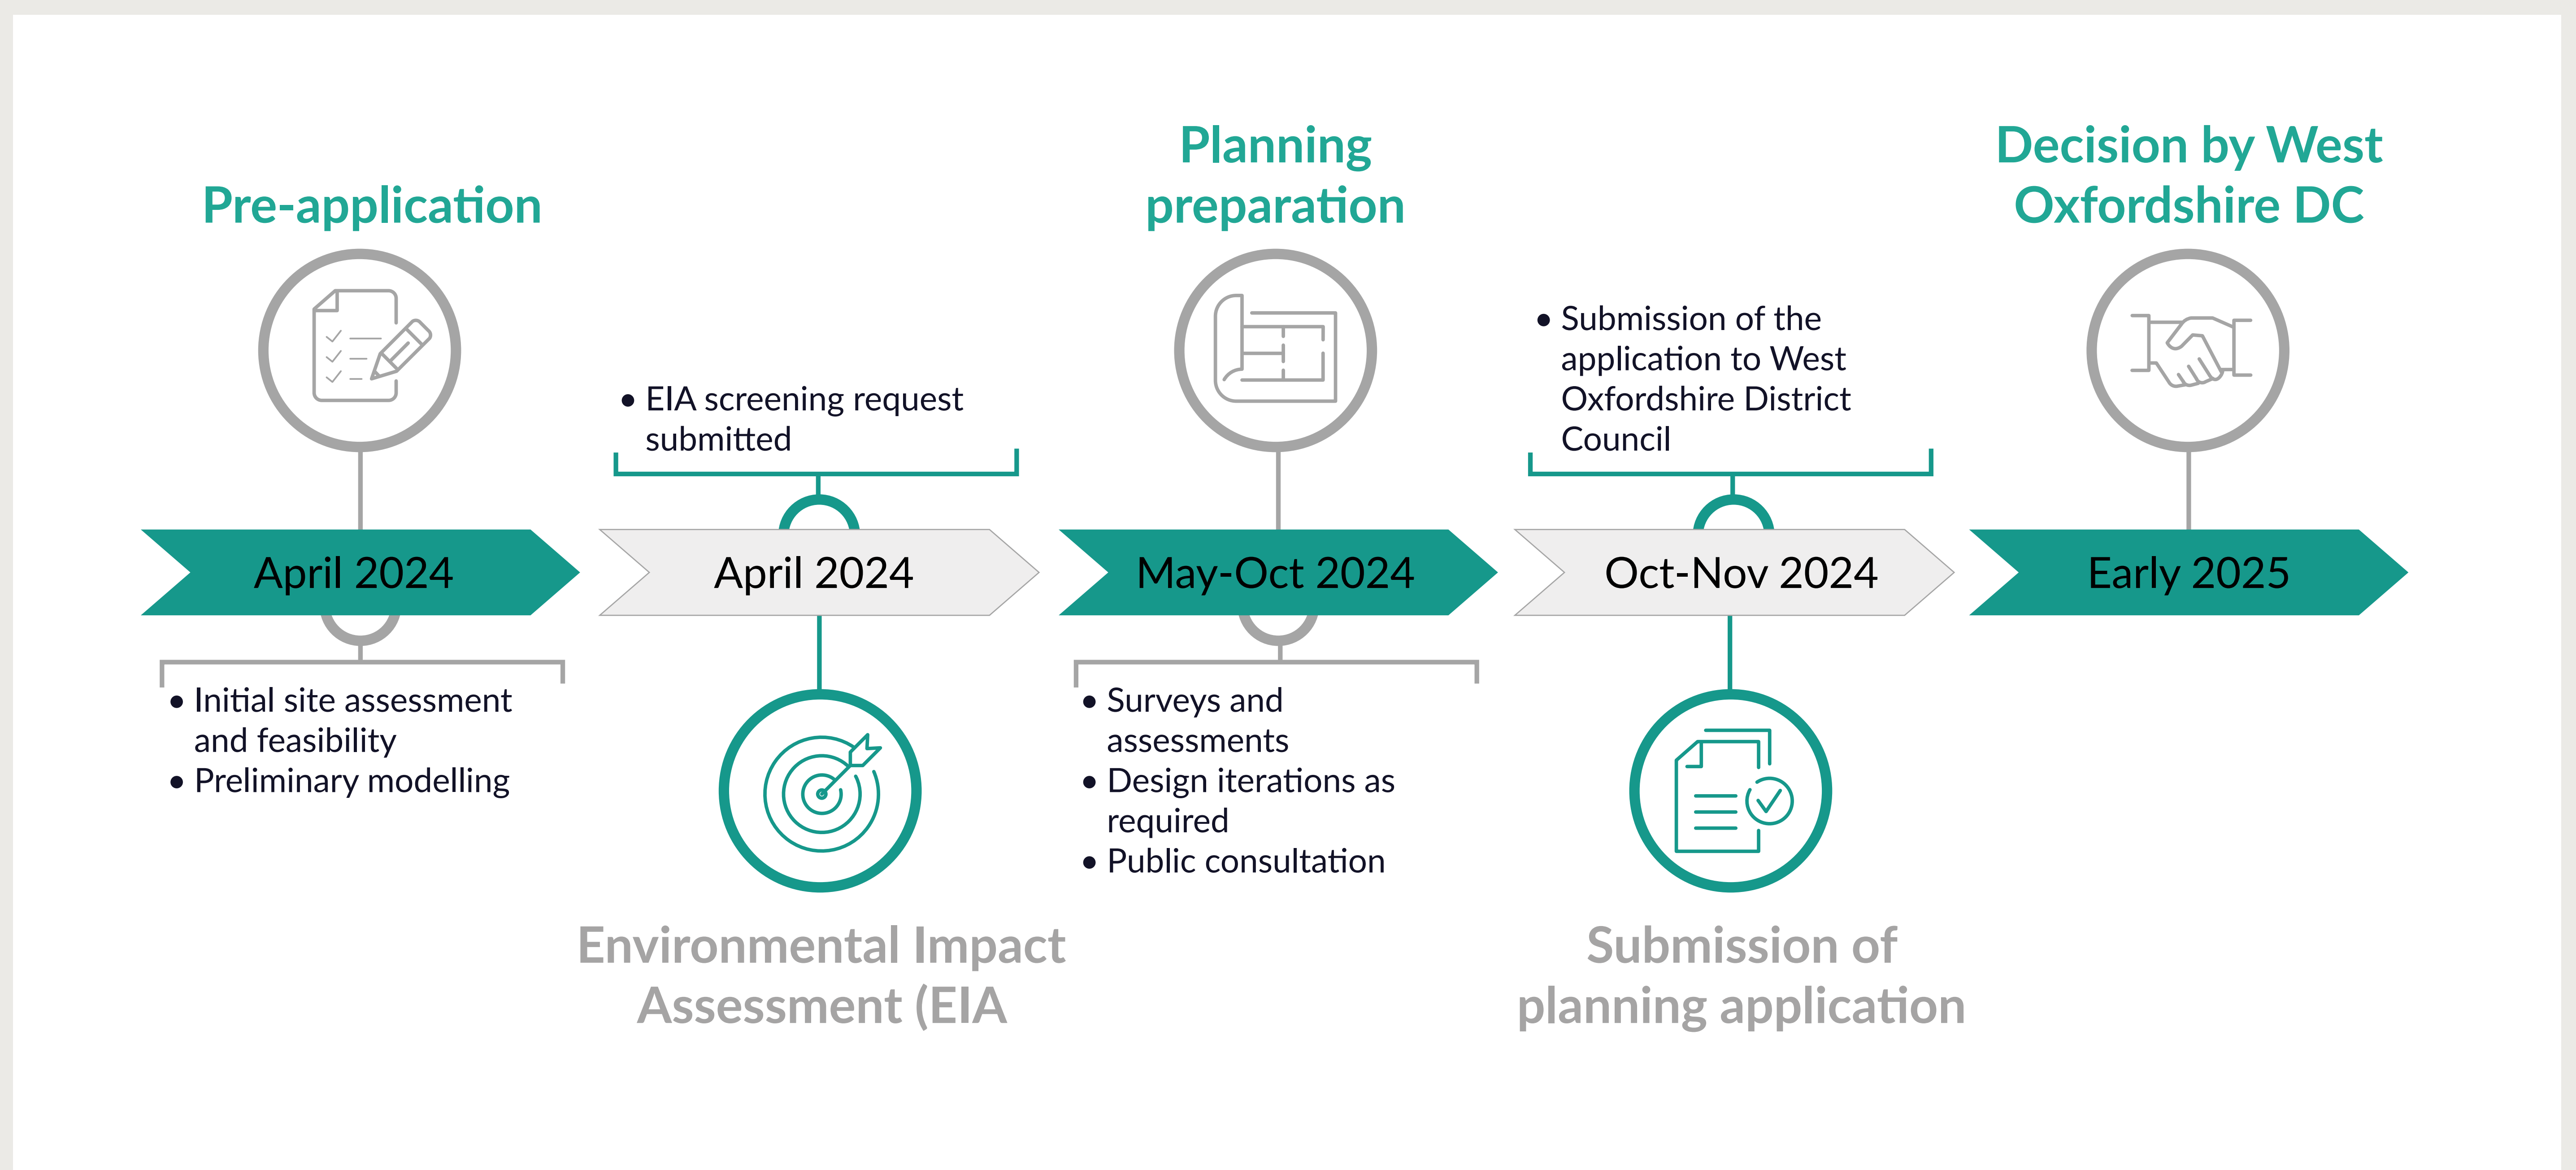 Pre-application
April 2024
• Initial site assessment
and feasibility
• Preliminary modelling
• EIA screening request
submitted
April 2024
Environmental Impact
Assessment (EIA
Planning
preparation
May-Oct 2024
• Surveys and
assessments
• Design iterations as
required
• Public consultation
• Submission of the
application to West
Oxfordshire District
Council
Oct-Nov 2024
Submission of
planning application
Decision by West
Oxfordshire DC
Early 2025